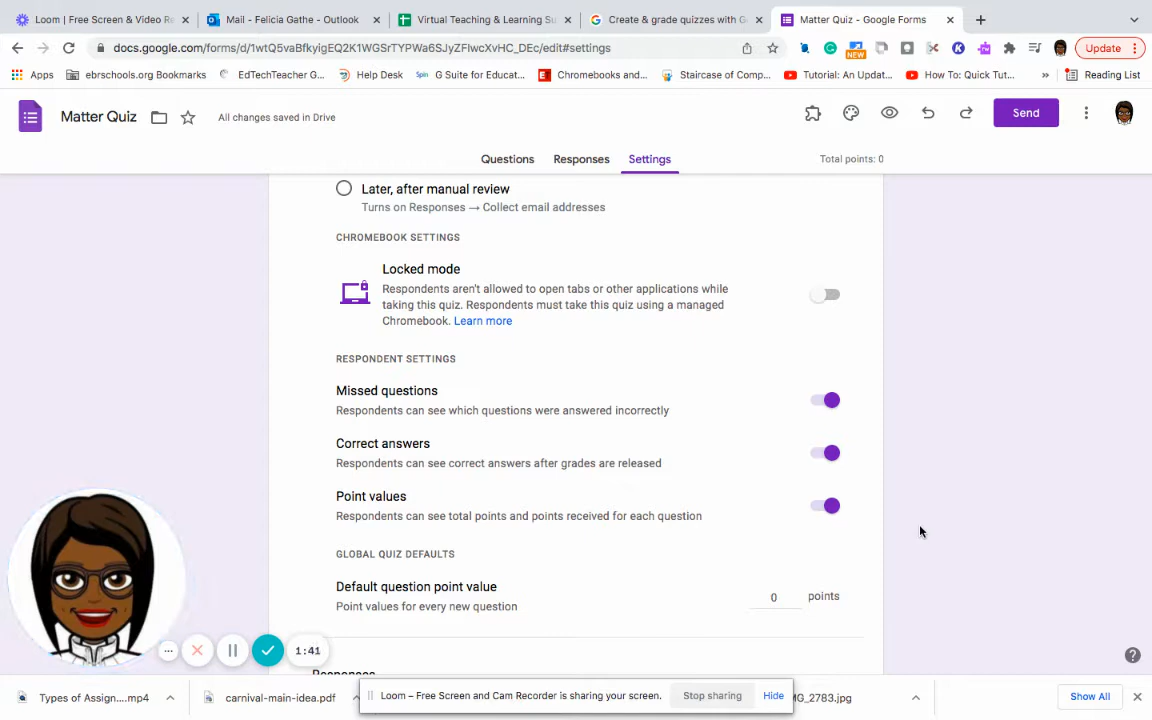 Loom | Free Screen & Video Re
Mail - Felicia Gathe - Outlook
Virtual Teaching & Learning Su
Create & grade quizzes with G
Matter Quiz - Google Forms
docs.google.com/forms/d/1wtQ5vaBfkyigEQ2K1WGSrTYPWa6SJyZFlwcXvHC_DEc/edit#settings
NEW
Update
Apps
ebrschools.org Bookmarks
EdTechTeacher G...
Help Desk
Spin
G Suite for Educat...
Chromebooks and...
Staircase of Comp...
Tutorial: An Updat...
How To: Quick Tut...
»
Reading List
Matter Quiz
All changes saved in Drive
Send
Questions
Responses
Settings
Total points: 0
Later, after manual review
Turns on Responses → Collect email addresses
CHROMEBOOK SETTINGS
Locked mode
Respondents aren't allowed to open tabs or other applications while
taking this quiz. Respondents must take this quiz using a managed
Chromebook. Learn more
RESPONDENT SETTINGS
Missed questions
Respondents can see which questions were answered incorrectly
Correct answers
Respondents can see correct answers after grades are released
Point values
Respondents can see total points and points received for each question
GLOBAL QUIZ DEFAULTS
Default question point value
Point values for every new question
0 points
1:41
Responses
Types of Assign....mp4
carnival-main-idea.pdf
Loom – Free Screen and Cam Recorder is sharing your screen.
Stop sharing
Hide
MG_2783.jpg
Show All